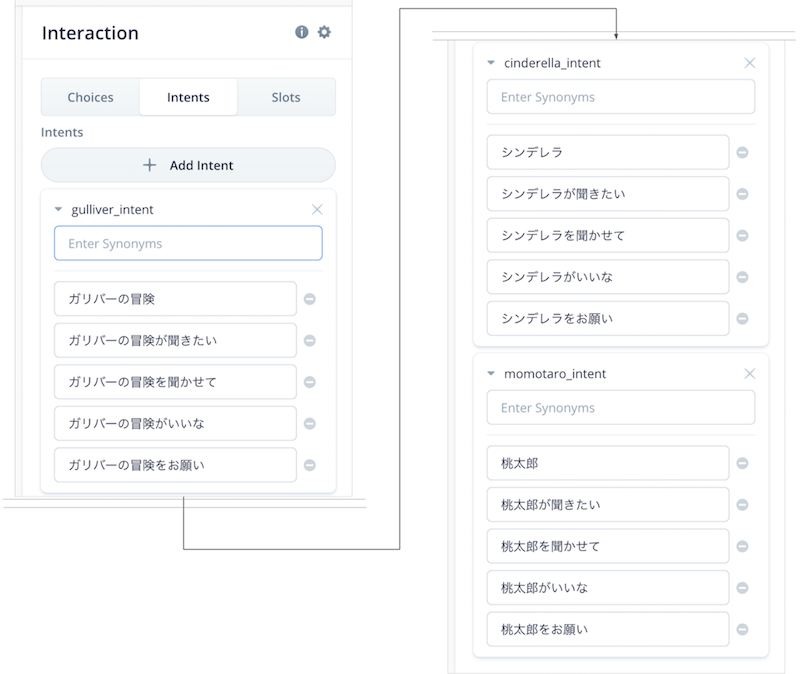 Interaction
Choices
Intents
Slots
Intents
Add Intent
gulliver_intent
Enter Synonyms
ガリバーの冒険
ガリバーの冒険が聞きたい
ガリバーの冒険を聞かせて
ガリバーの冒険がいいな
ガリバーの冒険をお願い
cinderella_intent
Enter Synonyms
シンデレラ
シンデレラが聞きたい
シンデレラを聞かせて
シンデレラがいいな
シンデレラをお願い
momotaro_intent
Enter Synonyms
桃太郎
桃太郎が聞きたい
桃太郎を聞かせて
桃太郎がいいな
桃太郎をお願い